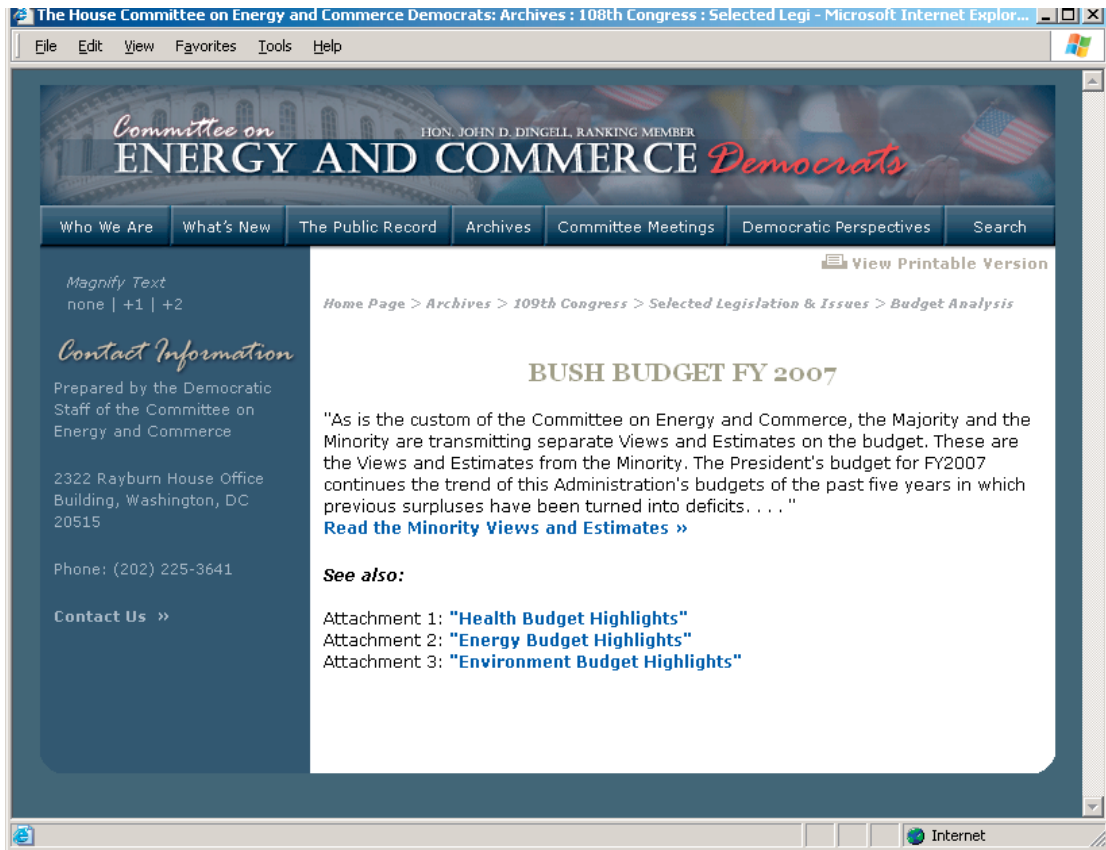 The House Committee on Energy and Commerce Democrats: Archives : 108th Congress : Selected Legi - Microsoft Internet Explor...
File Edit View Favorites Tools Help
Committee on
HON. JOHN D. DINGELL, RANKING MEMBER
ENERGY AND COMMERCE Democrats
Who We Are What's New The Public Record Archives Committee Meetings Democratic Perspectives Search
View Printable Version
Magnify Text
none | +1 | +2
Home Page > Archives > 109th Congress > Selected Legislation & Issues > Budget Analysis
Contact Information
Prepared by the Democratic
Staff of the Committee on
Energy and Commerce
2322 Rayburn House Office
Building, Washington, DC
20515
Phone: (202) 225-3641
Contact Us »
BUSH BUDGET FY 2007
"As is the custom of the Committee on Energy and Commerce, the Majority and the
Minority are transmitting separate Views and Estimates on the budget. These are
the Views and Estimates from the Minority. The President's budget for FY2007
continues the trend of this Administration's budgets of the past five years in which
previous surpluses have been turned into deficits. . . . "
Read the Minority Views and Estimates »
See also:
Attachment 1: "Health Budget Highlights"
Attachment 2: "Energy Budget Highlights"
Attachment 3: "Environment Budget Highlights"
Internet